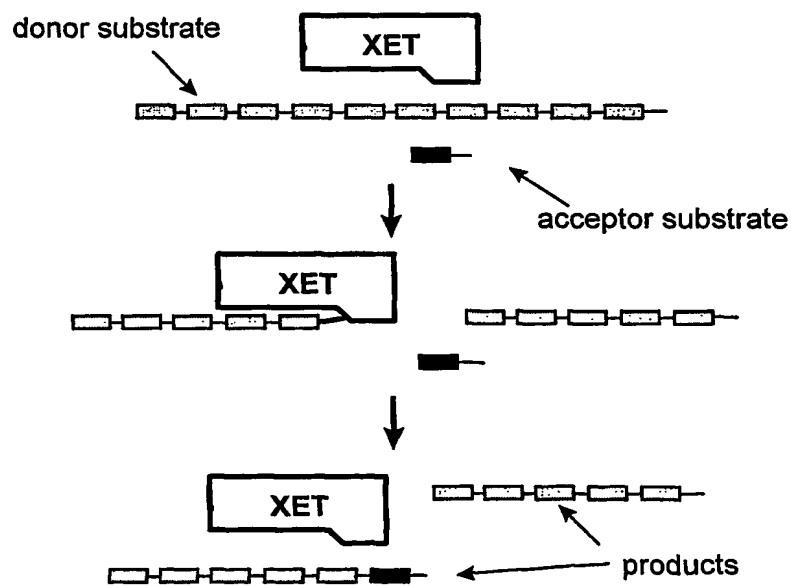 donor substrate
XET
acceptor substrate
XET
XET
products